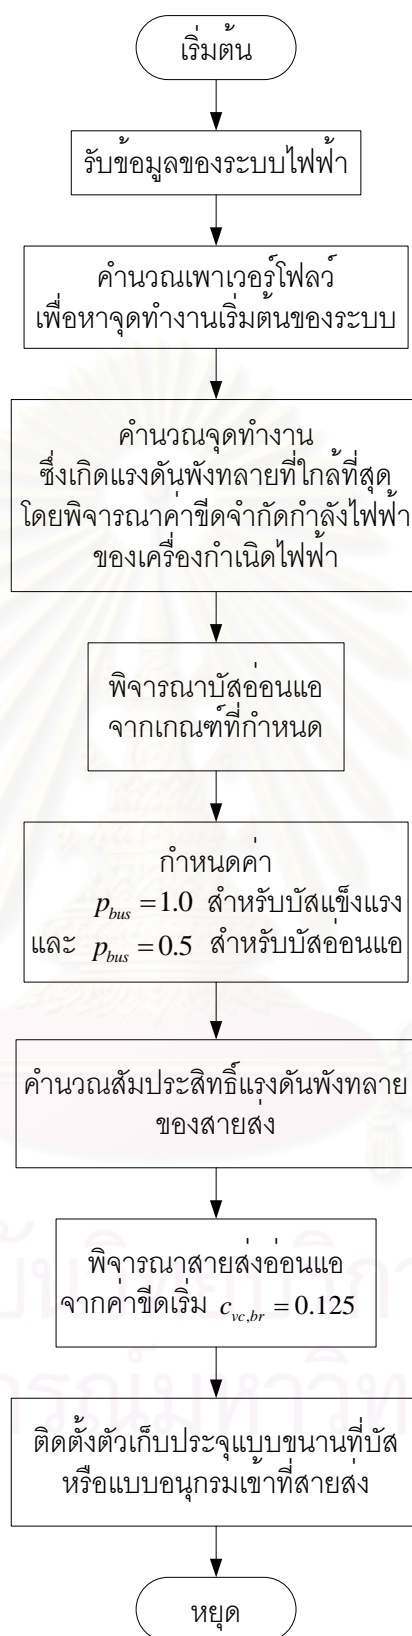 เริ่มต้น
รับข้อมูลของระบบไฟฟ้า
คำนวณเพาเวอร์โฟลว์
เพื่อหาจุดทำงานเริ่มต้นของระบบ
คำนวณจุดทำงาน
ซึ่งเกิดแรงดันพังทลายที่ใกล้ที่สุด
โดยพิจารณาค่าขีดจำกัดกำลังไฟฟ้า
ของเครื่องกำเนิดไฟฟ้า
พิจารณาบัสอ่อนแอ
จากเกณฑ์ที่กำหนด
กำหนดค่า
p_bus = 1.0 สำหรับบัสแข็งแรง
และ p_bus = 0.5 สำหรับบัสอ่อนแอ
คำนวณสัมประสิทธิ์แรงดันพังทลาย
ของสายส่ง
พิจารณาสายส่งอ่อนแอ
จากค่าขีดเริ่ม c_vc,br = 0.125
ติดตั้งตัวเก็บประจุแบบขนานที่บัส
หรือแบบอนุกรมเข้าที่สายส่ง
หยุด